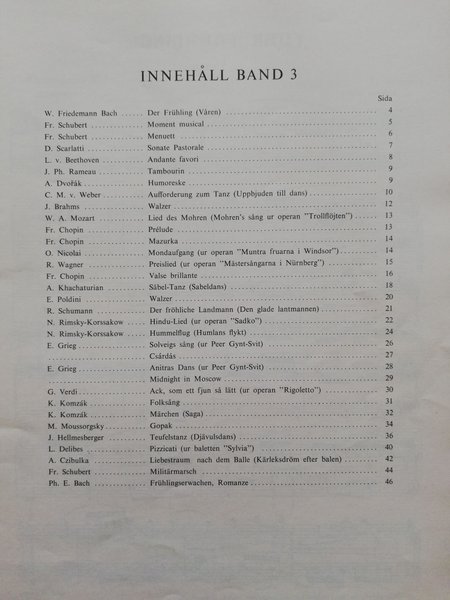 INNEHÅLL BAND 3
Sida
W. Friedemann Bach ..... Der Frühling (Våren) 4
Fr. Schubert ............ Moment musical 5
Fr. Schubert ............ Menuett 6
D. Scarlatti ............ Sonate Pastorale 7
L. v. Beethoven ......... Andante favori 8
J. Ph. Rameau ........... Tambourin 9
A. Dvořák ............... Humoreske 9
C. M. v. Weber .......... Aufforderung zum Tanz (Uppbjuden till dans) 10
J. Brahms ............... Walzer 12
W. A. Mozart ............ Lied des Mohren (Mohren's sång ur operan "Trollflöjten") 13
Fr. Chopin .............. Prélude 13
Fr. Chopin .............. Mazurka 14
O. Nicolai .............. Mondaufgang (ur operan "Muntra fruarna i Windsor") 14
R. Wagner ............... Preislied (ur operan "Mästersångarna i Nürnberg") 15
Fr. Chopin .............. Valse brillante 16
A. Khachaturian ......... Säbel-Tanz (Sabeldans) 18
E. Poldini .............. Walzer 20
R. Schumann ............. Der fröhliche Landmann (Den glade lantmannen) 21
N. Rimsky-Korssakow ..... Hindu-Lied (ur operan "Sadko") 22
N. Rimsky-Korssakow ..... Hummelflug (Humlans flykt) 24
E. Grieg ................ Solveigs sång (ur Peer Gynt-Svit) 26
Csárdás 27
E. Grieg ................ Anitras Dans (ur Peer Gynt-Svit) 28
Midnight in Moscow 29
G. Verdi ................ Ack, som ett fjun så lätt (ur operan "Rigoletto") 30
K. Komzák ............... Folksång 31
K. Komzák ............... Märchen (Saga) 32
M. Moussorgsky .......... Gopak 34
J. Hellmesberger ........ Teufelstanz (Djävulsdans) 36
L. Delibes .............. Pizzicati (ur baletten "Sylvia") 40
A. Czibulka ............. Liebestraum nach dem Balle (Kärleksdröm efter balen) 42
Fr. Schubert ............ Militärmarsch 44
Ph. E. Bach ............. Frühlingserwachen, Romanze 46